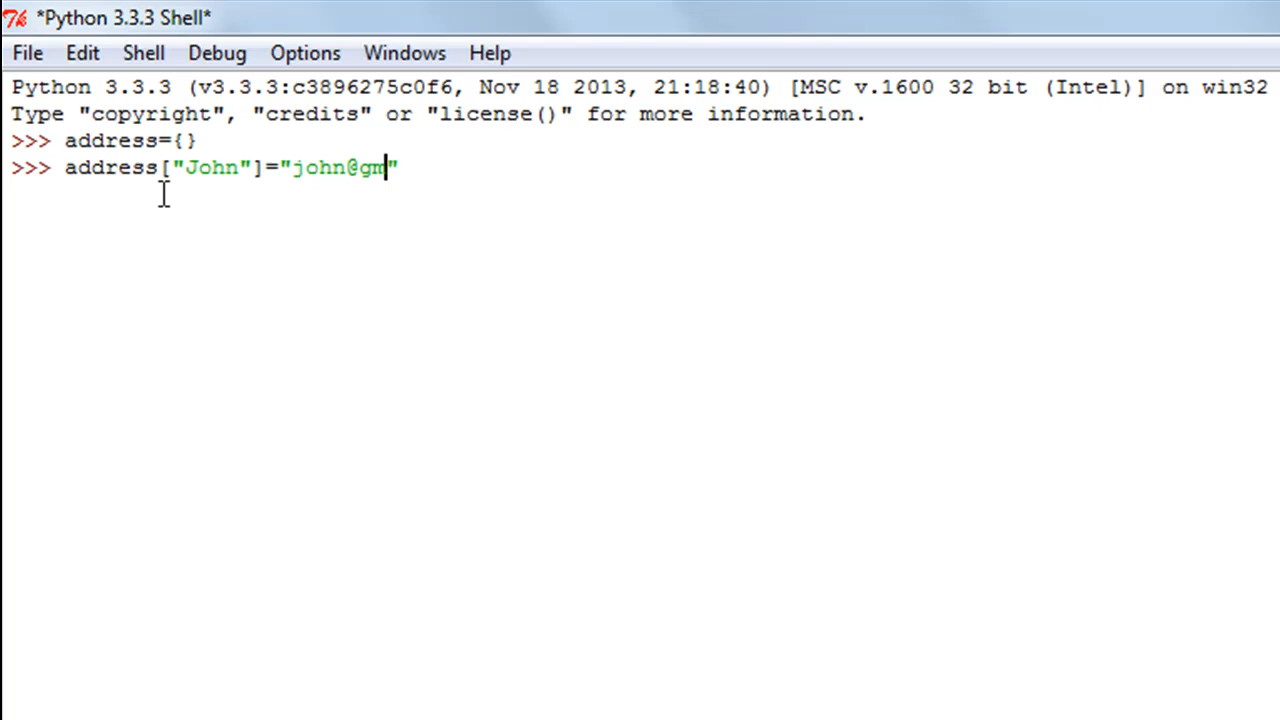 *Python 3.3.3 Shell*
File Edit Shell Debug Options Windows Help
Python 3.3.3 (v3.3.3:c3896275c0f6, Nov 18 2013, 21:18:40) [MSC v.1600 32 bit (Intel)] on win32
Type "copyright", "credits" or "license()" for more information.
>>> address={}
>>> address["John"]="john@gm"